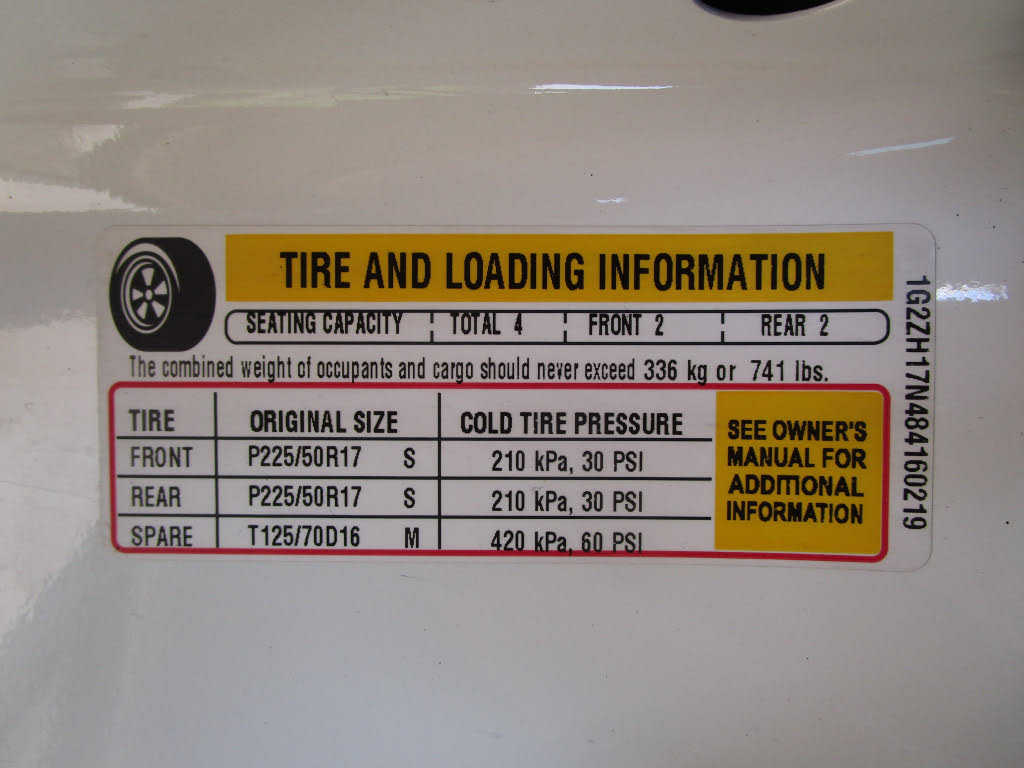 TIRE AND LOADING INFORMATION
SEATING CAPACITY TOTAL 4 FRONT 2 REAR 2
The combined weight of occupants and cargo should never exceed 336 kg or 741 lbs.
TIRE ORIGINAL SIZE COLD TIRE PRESSURE
FRONT P225/50R17 S 210 kPa, 30 PSI
REAR P225/50R17 S 210 kPa, 30 PSI
SPARE T125/70D16 M 420 kPa, 60 PSI
SEE OWNER'S
MANUAL FOR
ADDITIONAL
INFORMATION
1G2ZH17N484160219